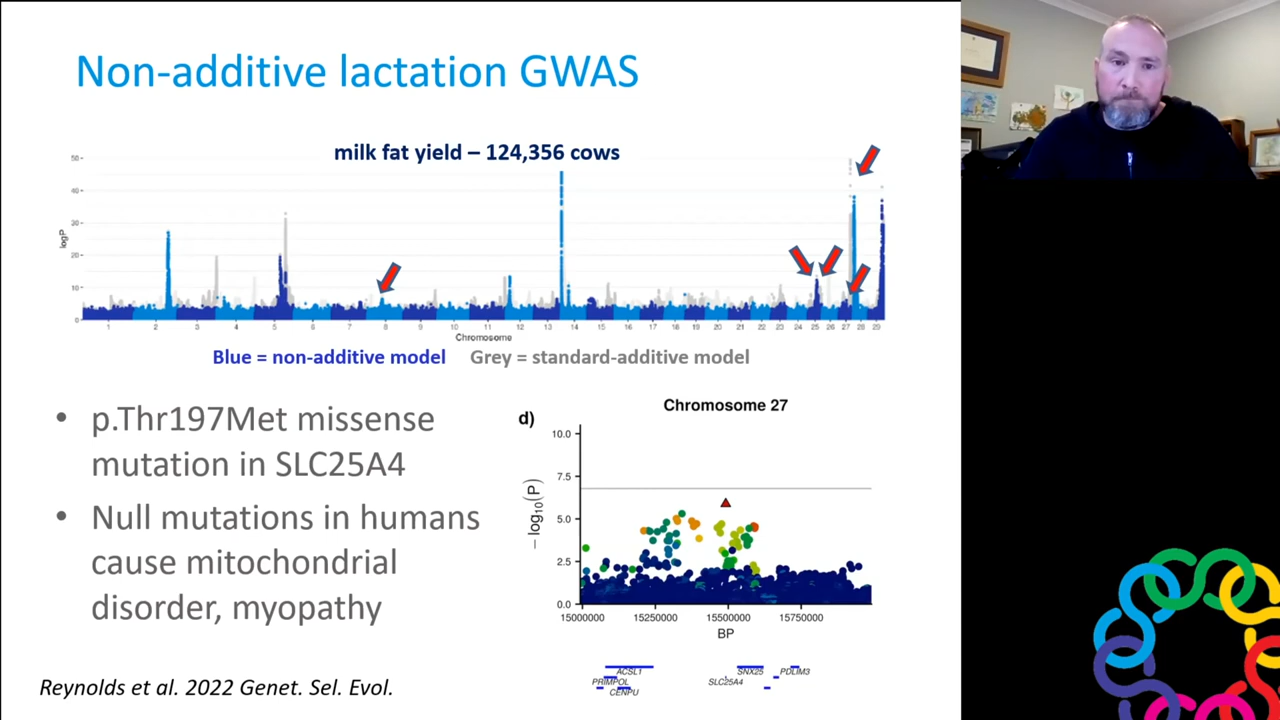 Non-additive lactation GWAS
milk fat yield – 124,356 cows
50
40
30
20
10
0
logP
1 2 3 4 5 6 7 8 9 10 11 12 13 14 15 16 17 18 19 20 21 22 23 24 25 26 27 28 29
Chromosome
Blue = non-additive model Grey = standard-additive model
• p.Thr197Met missense
mutation in SLC25A4
• Null mutations in humans
cause mitochondrial
disorder, myopathy
Chromosome 27
d)
10.0
7.5
5.0
2.5
0.0
− log10(P)
15000000 15250000 15500000 15750000
BP
ACSL1 SNX25 PDLIM3
PRIMPOL SLC25A4
CENPU
Reynolds et al. 2022 Genet. Sel. Evol.